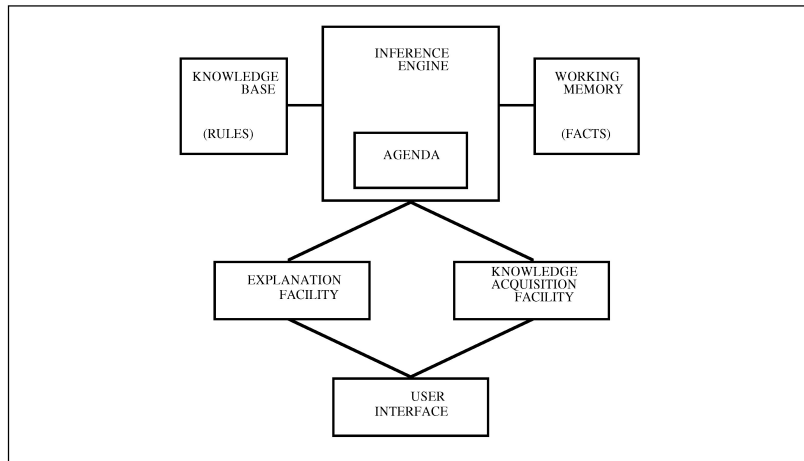 KNOWLEDGE
BASE
(RULES)
INFERENCE
ENGINE
AGENDA
WORKING
MEMORY
(FACTS)
EXPLANATION
FACILITY
KNOWLEDGE
ACQUISITION
FACILITY
USER
INTERFACE